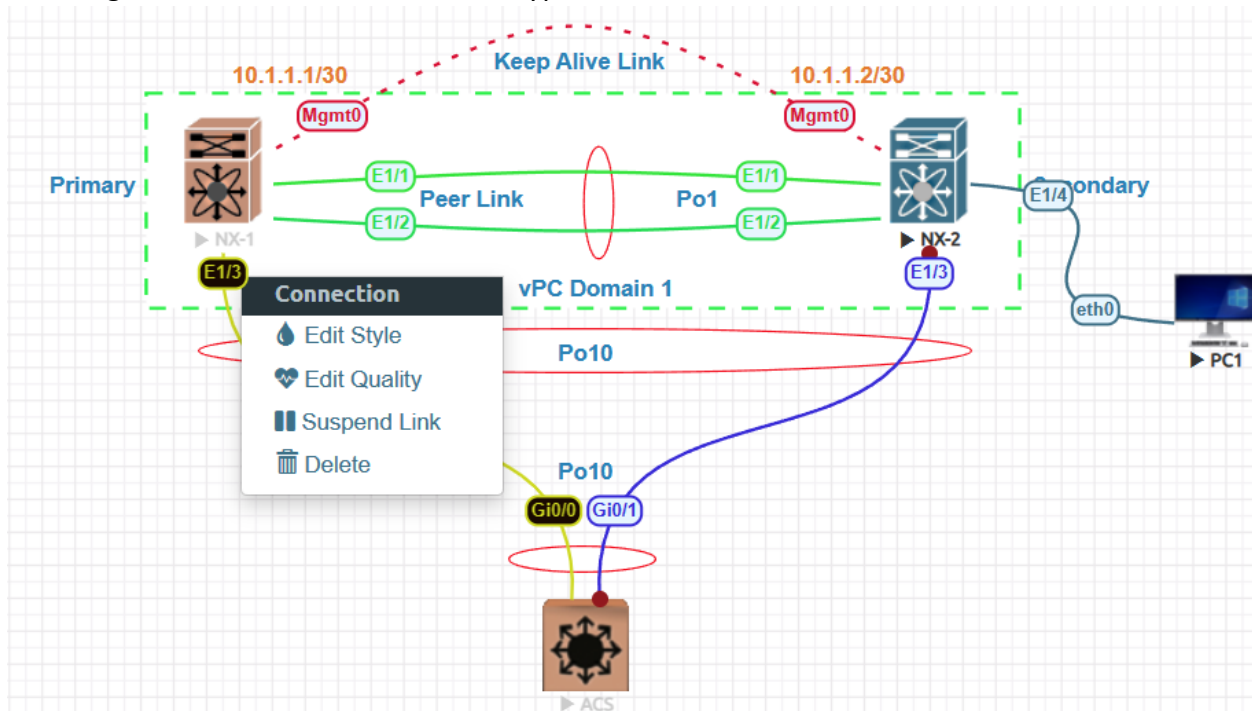 Keep Alive Link
10.1.1.1/30
10.1.1.2/30
Mgmt0
Mgmt0
Primary
E1/1
Peer Link
E1/2
Po1
E1/1
E1/2
E1/4
NX-1
NX-2
E1/3
E1/3
Connection
Edit Style
Edit Quality
Suspend Link
Delete
vPC Domain 1
eth0
PC1
Po10
Po10
Gi0/0
Gi0/1
ACS